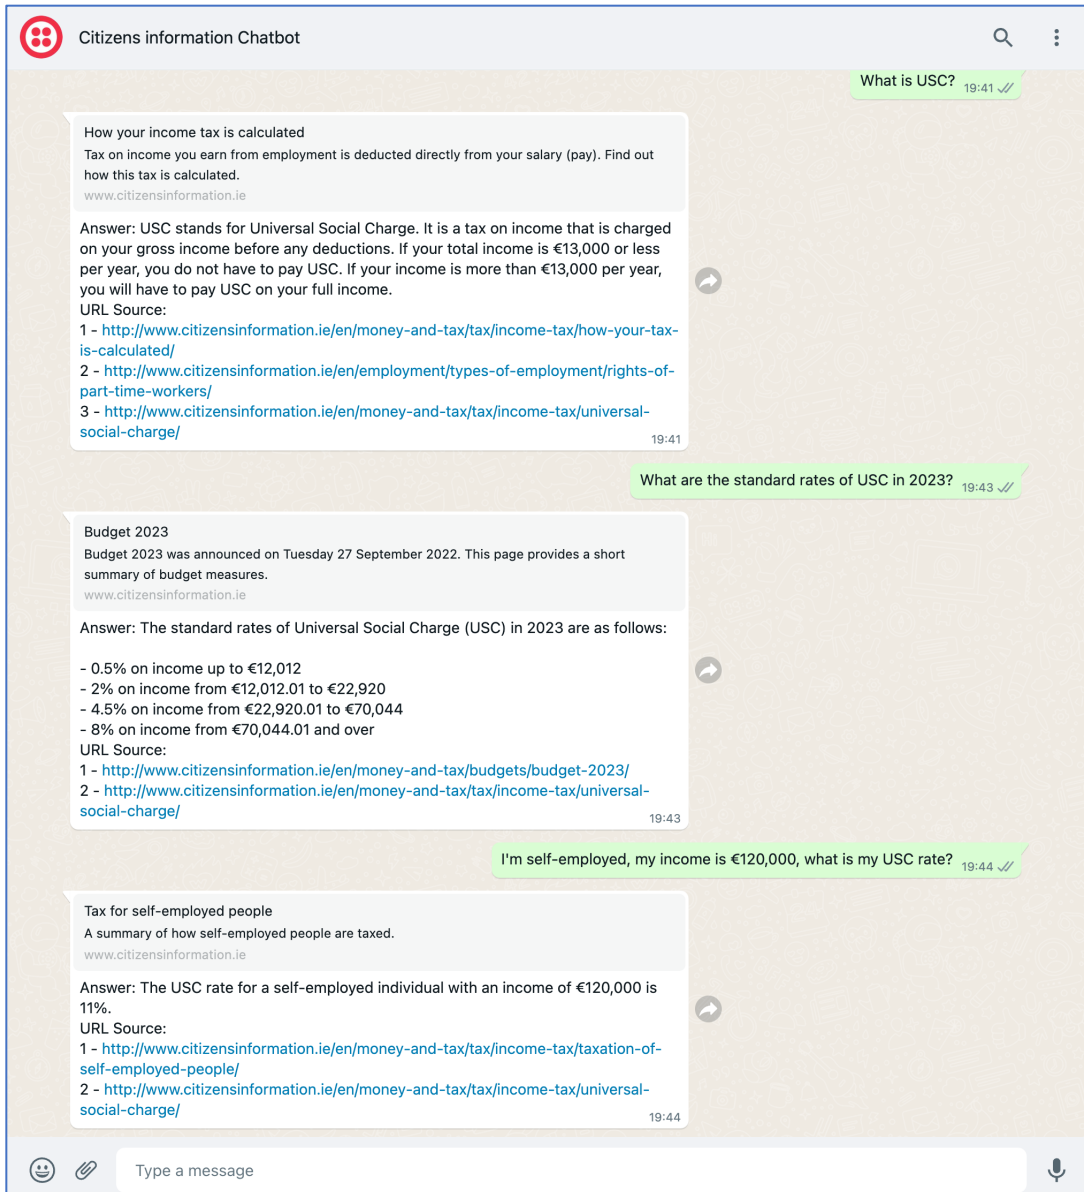 Citizens information Chatbot
What is USC?
19:41
How your income tax is calculated
Tax on income you earn from employment is deducted directly from your salary (pay). Find out
how this tax is calculated.
www.citizensinformation.ie
Answer: USC stands for Universal Social Charge. It is a tax on income that is charged
on your gross income before any deductions. If your total income is €13,000 or less
per year, you do not have to pay USC. If your income is more than €13,000 per year,
you will have to pay USC on your full income.
URL Source:
1 - http://www.citizensinformation.ie/en/money-and-tax/tax/income-tax/how-your-tax-
is-calculated/
2 - http://www.citizensinformation.ie/en/employment/types-of-employment/rights-of-
part-time-workers/
3 - http://www.citizensinformation.ie/en/money-and-tax/tax/income-tax/universal-
social-charge/
19:41
What are the standard rates of USC in 2023?
19:43
Budget 2023
Budget 2023 was announced on Tuesday 27 September 2022. This page provides a short
summary of budget measures.
www.citizensinformation.ie
Answer: The standard rates of Universal Social Charge (USC) in 2023 are as follows:
- 0.5% on income up to €12,012
- 2% on income from €12,012.01 to €22,920
- 4.5% on income from €22,920.01 to €70,044
- 8% on income from €70,044.01 and over
URL Source:
1 - http://www.citizensinformation.ie/en/money-and-tax/budgets/budget-2023/
2 - http://www.citizensinformation.ie/en/money-and-tax/tax/income-tax/universal-
social-charge/
19:43
I'm self-employed, my income is €120,000, what is my USC rate?
19:44
Tax for self-employed people
A summary of how self-employed people are taxed.
www.citizensinformation.ie
Answer: The USC rate for a self-employed individual with an income of €120,000 is
11%.
URL Source:
1 - http://www.citizensinformation.ie/en/money-and-tax/tax/income-tax/taxation-of-
self-employed-people/
2 - http://www.citizensinformation.ie/en/money-and-tax/tax/income-tax/universal-
social-charge/
19:44
Type a message